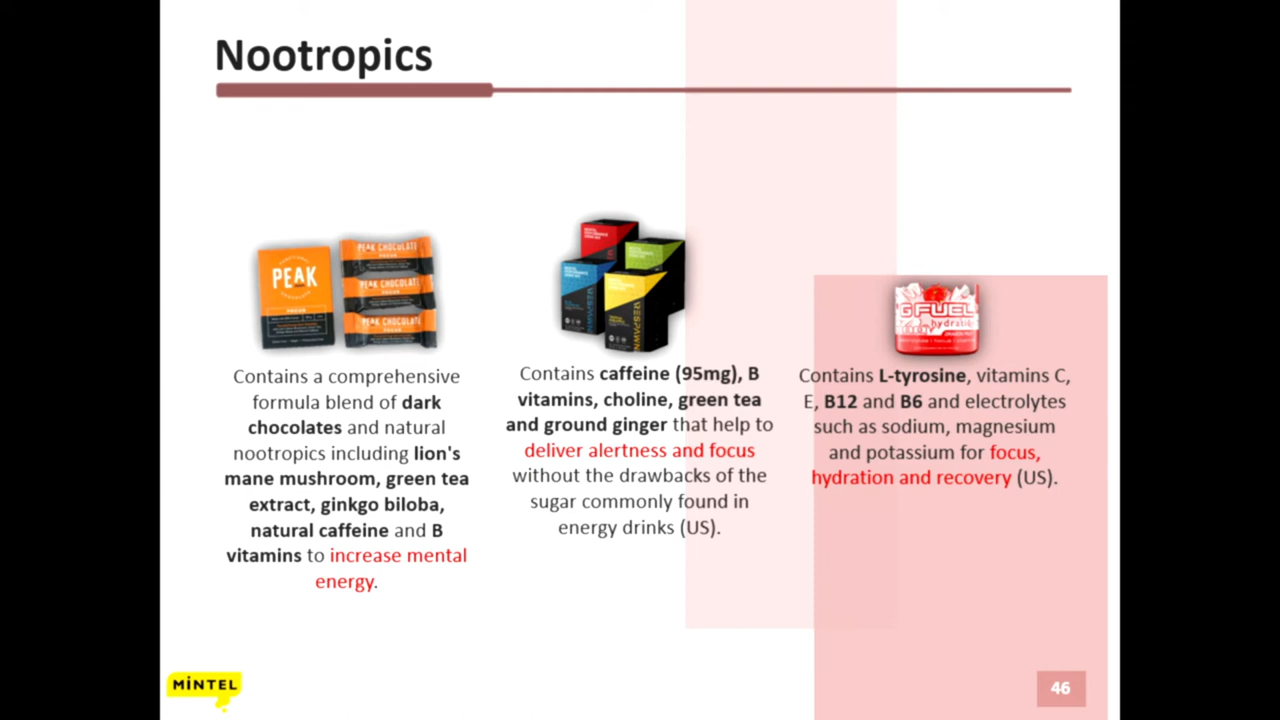 Nootropics
PEAK
PEAK CHOCOLATE
PEAK CHOCOLATE
PEAK CHOCOLATE
RESPAWN
G FUEL
hydration
Contains a comprehensive
formula blend of dark
chocolates and natural
nootropics including lion's
mane mushroom, green tea
extract, ginkgo biloba,
natural caffeine and B
vitamins to increase mental
energy.
Contains caffeine (95mg), B
vitamins, choline, green tea
and ground ginger that help to
deliver alertness and focus
without the drawbacks of the
sugar commonly found in
energy drinks (US).
Contains L-tyrosine, vitamins C,
E, B12 and B6 and electrolytes
such as sodium, magnesium
and potassium for focus,
hydration and recovery (US).
MiNTEL
46